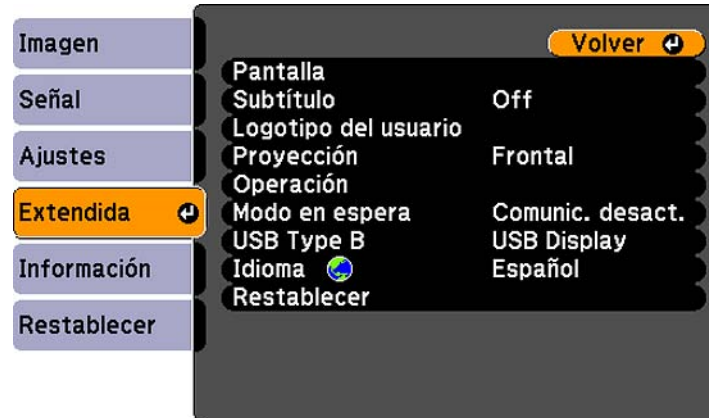 Imagen
Señal
Ajustes
Extendida
Información
Restablecer
Volver
Pantalla
Subtítulo Off
Logotipo del usuario
Proyección Frontal
Operación
Modo en espera Comunic. desact.
USB Type B USB Display
Idioma Español
Restablecer